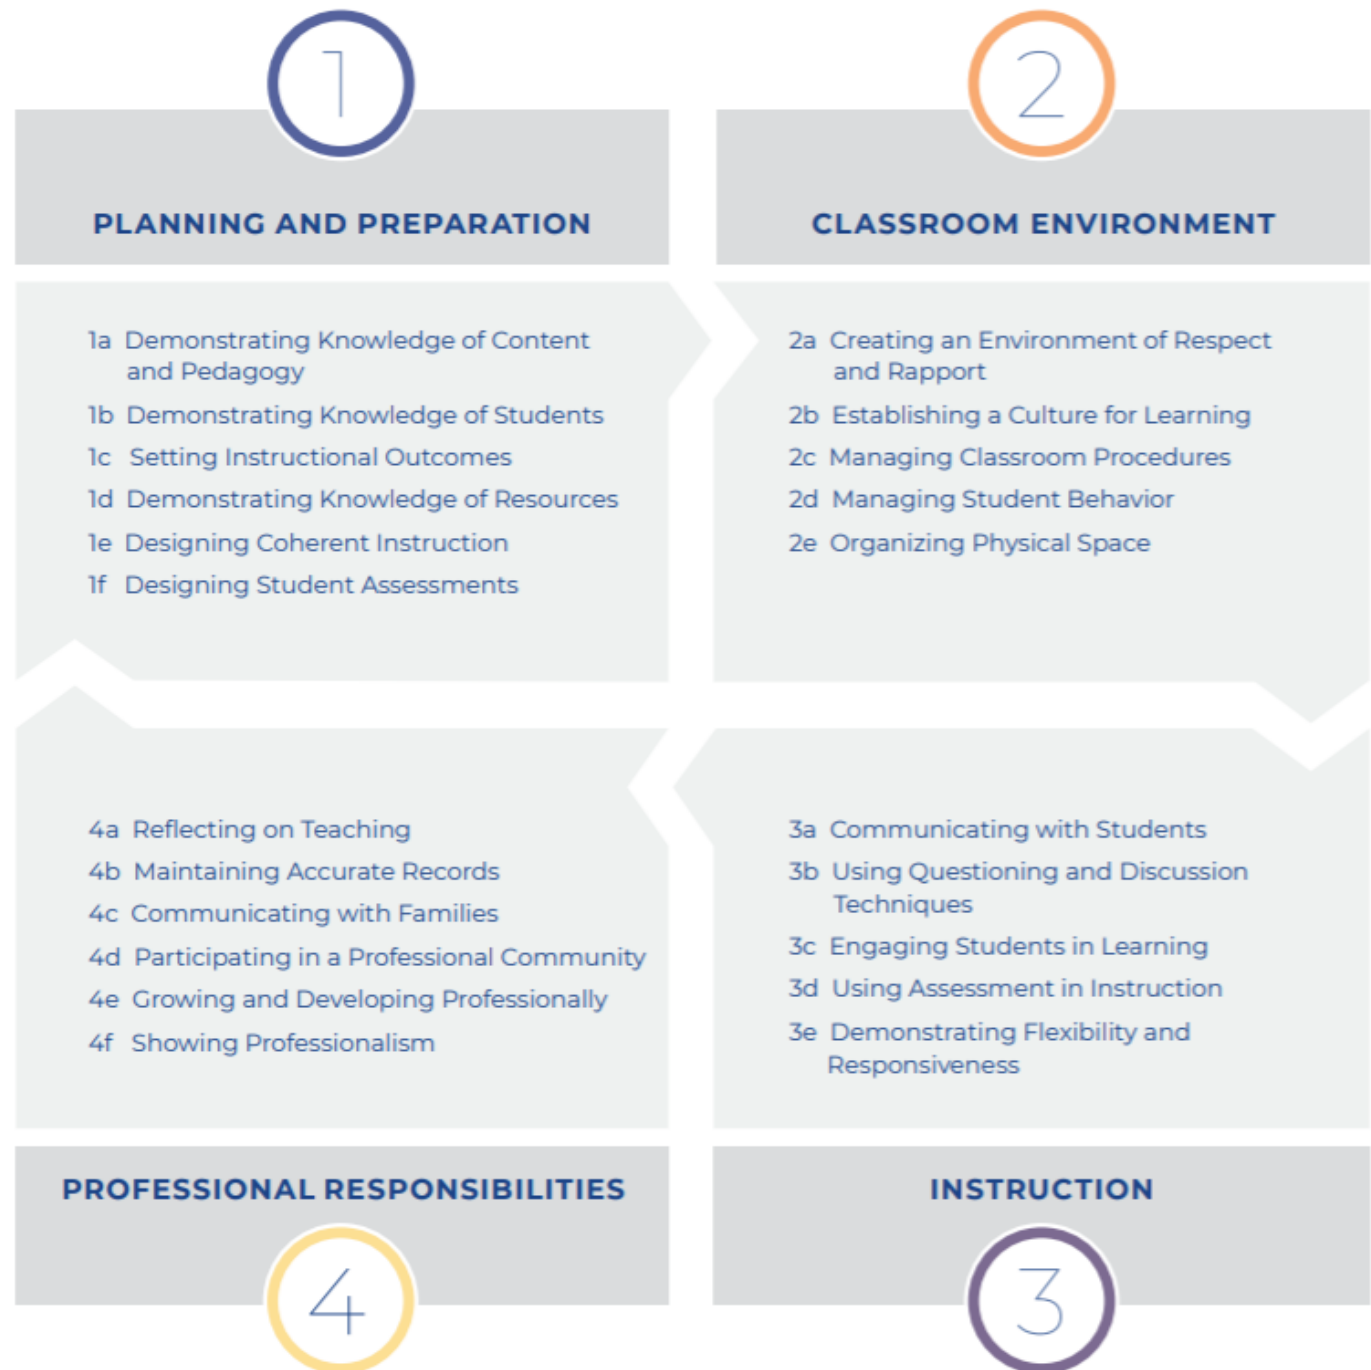 1
PLANNING AND PREPARATION
1a Demonstrating Knowledge of Content
and Pedagogy
1b Demonstrating Knowledge of Students
1c Setting Instructional Outcomes
1d Demonstrating Knowledge of Resources
1e Designing Coherent Instruction
1f Designing Student Assessments
2
CLASSROOM ENVIRONMENT
2a Creating an Environment of Respect
and Rapport
2b Establishing a Culture for Learning
2c Managing Classroom Procedures
2d Managing Student Behavior
2e Organizing Physical Space
3a Communicating with Students
3b Using Questioning and Discussion
Techniques
3c Engaging Students in Learning
3d Using Assessment in Instruction
3e Demonstrating Flexibility and
Responsiveness
INSTRUCTION
3
4a Reflecting on Teaching
4b Maintaining Accurate Records
4c Communicating with Families
4d Participating in a Professional Community
4e Growing and Developing Professionally
4f Showing Professionalism
PROFESSIONAL RESPONSIBILITIES
4